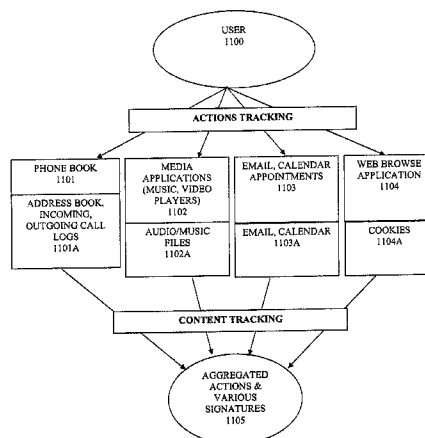 USER
1100
ACTIONS TRACKING
PHONE BOOK
1101
ADDRESS BOOK,
INCOMING,
OUTGOING CALL
LOGS
1101A
MEDIA
APPLICATIONS
(MUSIC, VIDEO
PLAYERS)
1102
AUDIO/MUSIC
FILES
1102A
EMAIL, CALENDAR
APPOINTMENTS
1103
EMAIL, CALENDAR
1103A
WEB BROWSE
APPLICATION
1104
COOKIES
1104A
CONTENT TRACKING
AGGREGATED
ACTIONS &
VARIOUS
SIGNATURES
1105